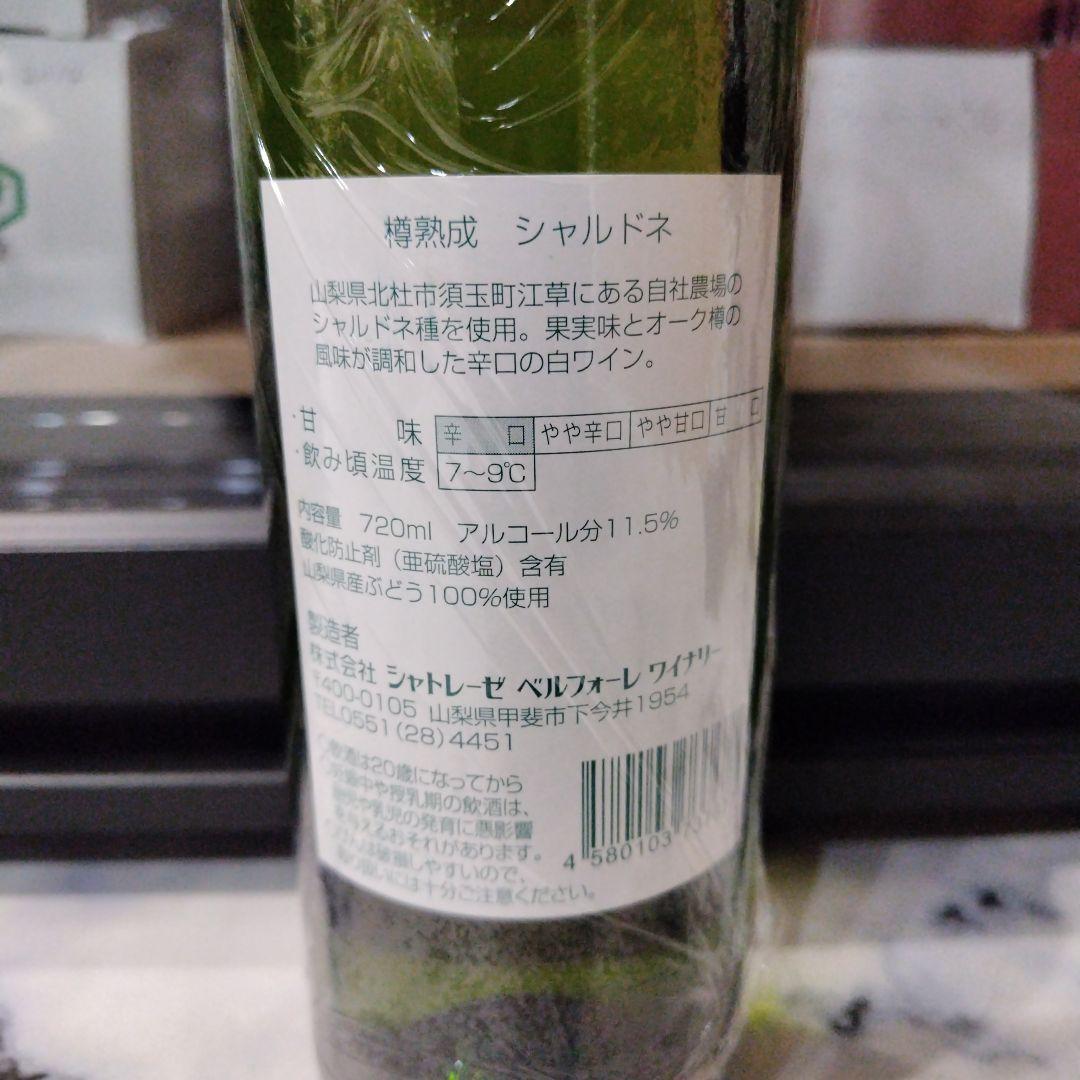 樽熟成 シャルドネ
山梨県北杜市須玉町江草にある自社農場の
シャルドネ種を使用。果実味とオーク樽の
風味が調和した辛口の白ワイン。
・甘 味 辛 口 やや辛口 やや甘口 甘 口
・飲み頃温度 7〜9℃
内容量 720ml アルコール分11.5%
酸化防止剤（亜硫酸塩）含有
山梨県産ぶどう100%使用
製造者
株式会社 シャトレーゼ ベルフォーレ ワイナリー
〒400-0105 山梨県甲斐市下今井1954
TEL0551(28)4451
飲酒は20歳になってから
中や授乳期の飲酒は、
や乳児の発育に悪影響
を与えるおそれがあります。
びんは破損しやすいので、
取り扱いには十分ご注意ください。
4 580103